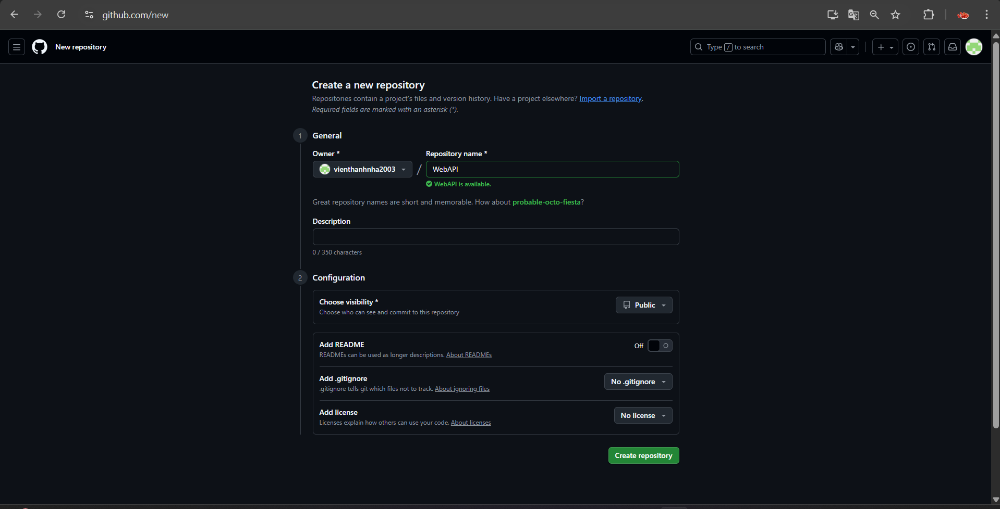 github.com/new
New repository
Type / to search
Create a new repository
Repositories contain a project's files and version history. Have a project elsewhere? Import a repository.
Required fields are marked with an asterisk (*).
1 General
Owner * Repository name *
vienthanhnha2003 / WebAPI
WebAPI is available.
Great repository names are short and memorable. How about probable-octo-fiesta?
Description
0 / 350 characters
2 Configuration
Choose visibility * Public
Choose who can see and commit to this repository
Add README Off
READMEs can be used as longer descriptions. About READMEs
Add .gitignore No .gitignore
.gitignore tells git which files not to track. About ignoring files
Add license No license
Licenses explain how others can use your code. About licenses
Create repository